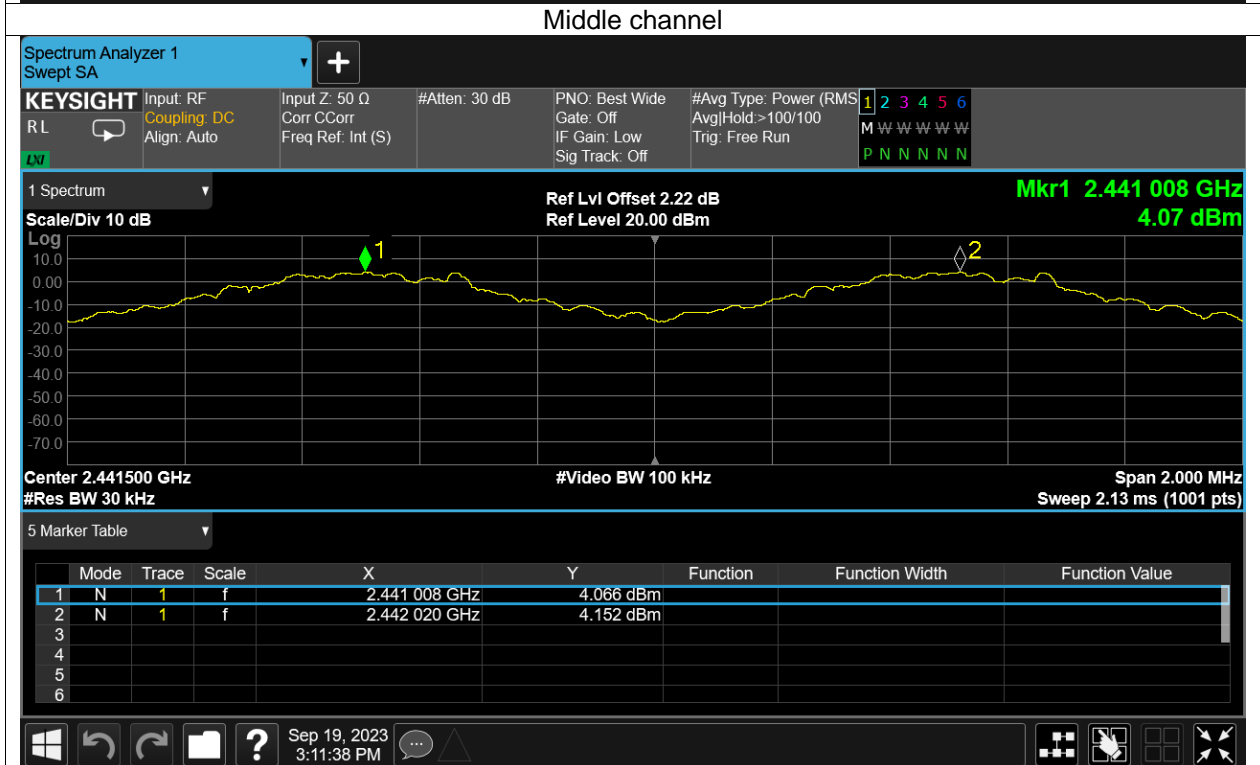 Middle channel
Spectrum Analyzer 1
Swept SA
+
KEYSIGHT Input: RF Input Z: 50 Ω #Atten: 30 dB PNO: Best Wide #Avg Type: Power (RMS 1 2 3 4 5 6
RL Coupling: DC Corr CCorr Gate: Off Avg|Hold:>100/100 M W W W W W
Align: Auto Freq Ref: Int (S) IF Gain: Low Trig: Free Run
LXI Sig Track: Off P N N N N N
1 Spectrum
Scale/Div 10 dB
Ref Lvl Offset 2.22 dB
Ref Level 20.00 dBm
Mkr1 2.441 008 GHz
4.07 dBm
Log
1 2
10.0
0.00
-10.0
-20.0
-30.0
-40.0
-50.0
-60.0
-70.0
Center 2.441500 GHz #Video BW 100 kHz Span 2.000 MHz
#Res BW 30 kHz Sweep 2.13 ms (1001 pts)
5 Marker Table
Mode Trace Scale X Y Function Function Width Function Value
1 N 1 f 2.441 008 GHz 4.066 dBm
2 N 1 f 2.442 020 GHz 4.152 dBm
3
4
5
6
? Sep 19, 2023
3:11:38 PM